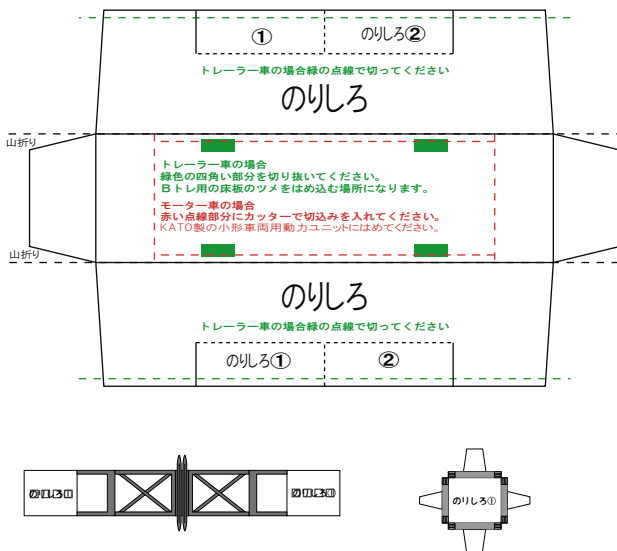 ① のりしろ②
トレーラー車の場合緑の点線で切ってください
のりしろ
山折り
トレーラー車の場合
緑色の四角い部分を切り抜いてください。
Bトレ用の床板のツメをはめ込む場所になります。
モーター車の場合
赤い点線部分にカッターで切込みを入れてください。
KATO製の小形車両用動力ユニットにはめてください。
山折り
のりしろ
トレーラー車の場合緑の点線で切ってください
のりしろ① ②
のりしろ① のりしろ① のりしろ①